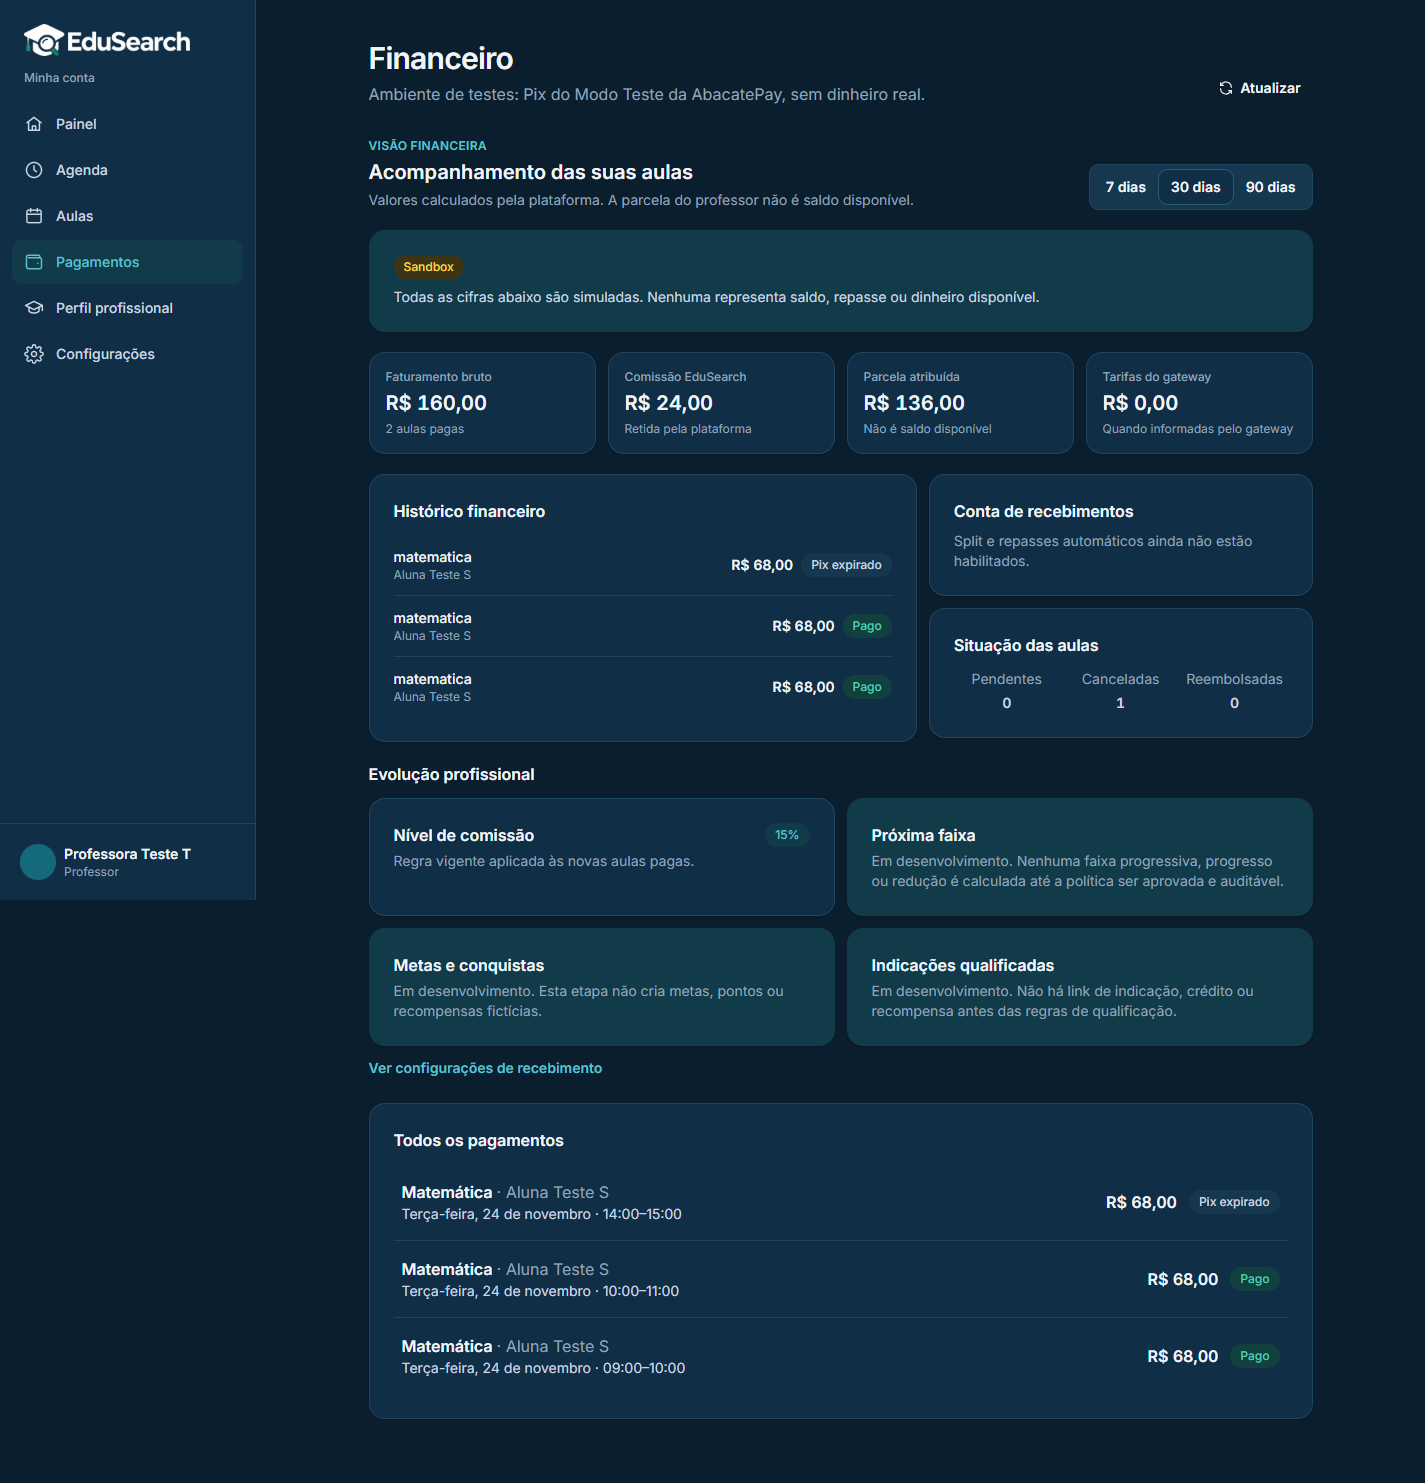 EduSearch
Minha conta
Painel
Agenda
Aulas
Pagamentos
Perfil profissional
Configurações
Professora Teste T
Professor
Financeiro
Ambiente de testes: Pix do Modo Teste da AbacatePay, sem dinheiro real.
Atualizar
VISÃO FINANCEIRA
Acompanhamento das suas aulas
Valores calculados pela plataforma. A parcela do professor não é saldo disponível.
7 dias 30 dias 90 dias
Sandbox
Todas as cifras abaixo são simuladas. Nenhuma representa saldo, repasse ou dinheiro disponível.
Faturamento bruto
R$ 160,00
2 aulas pagas
Comissão EduSearch
R$ 24,00
Retida pela plataforma
Parcela atribuída
R$ 136,00
Não é saldo disponível
Tarifas do gateway
R$ 0,00
Quando informadas pelo gateway
Histórico financeiro
matematica
Aluna Teste S
R$ 68,00 Pix expirado
matematica
Aluna Teste S
R$ 68,00 Pago
matematica
Aluna Teste S
R$ 68,00 Pago
Conta de recebimentos
Split e repasses automáticos ainda não estão
habilitados.
Situação das aulas
Pendentes Canceladas Reembolsadas
0 1 0
Evolução profissional
Nível de comissão 15%
Regra vigente aplicada às novas aulas pagas.
Próxima faixa
Em desenvolvimento. Nenhuma faixa progressiva, progresso
ou redução é calculada até a política ser aprovada e auditável.
Metas e conquistas
Em desenvolvimento. Esta etapa não cria metas, pontos ou
recompensas fictícias.
Indicações qualificadas
Em desenvolvimento. Não há link de indicação, crédito ou
recompensa antes das regras de qualificação.
Ver configurações de recebimento
Todos os pagamentos
Matemática · Aluna Teste S
Terça-feira, 24 de novembro · 14:00–15:00
R$ 68,00 Pix expirado
Matemática · Aluna Teste S
Terça-feira, 24 de novembro · 10:00–11:00
R$ 68,00 Pago
Matemática · Aluna Teste S
Terça-feira, 24 de novembro · 09:00–10:00
R$ 68,00 Pago